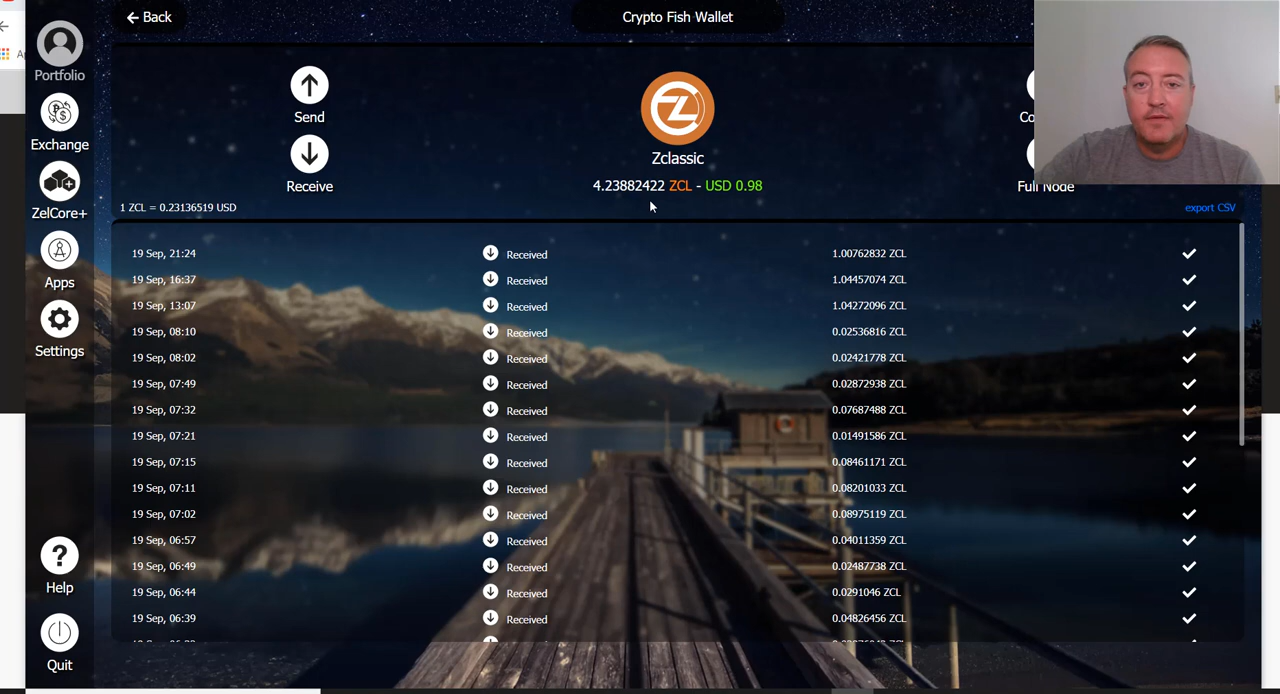 Back
Crypto Fish Wallet
Portfolio
Send
Exchange
Zclassic
Receive
4.23882422 ZCL - USD 0.98
Full Node
ZelCore+
1 ZCL = 0.23136519 USD
export CSV
19 Sep, 21:24 Received 1.00762832 ZCL
Apps
19 Sep, 16:37 Received 1.04457074 ZCL
19 Sep, 13:07 Received 1.04272096 ZCL
19 Sep, 08:10 Received 0.02536816 ZCL
Settings
19 Sep, 08:02 Received 0.02421778 ZCL
19 Sep, 07:49 Received 0.02872938 ZCL
19 Sep, 07:32 Received 0.07687488 ZCL
19 Sep, 07:21 Received 0.01491586 ZCL
19 Sep, 07:15 Received 0.08461171 ZCL
19 Sep, 07:11 Received 0.08201033 ZCL
19 Sep, 07:02 Received 0.08975119 ZCL
19 Sep, 06:57 Received 0.04011359 ZCL
19 Sep, 06:49 Received 0.02487738 ZCL
Help
19 Sep, 06:44 Received 0.0291046 ZCL
19 Sep, 06:39 Received 0.04826456 ZCL
Quit